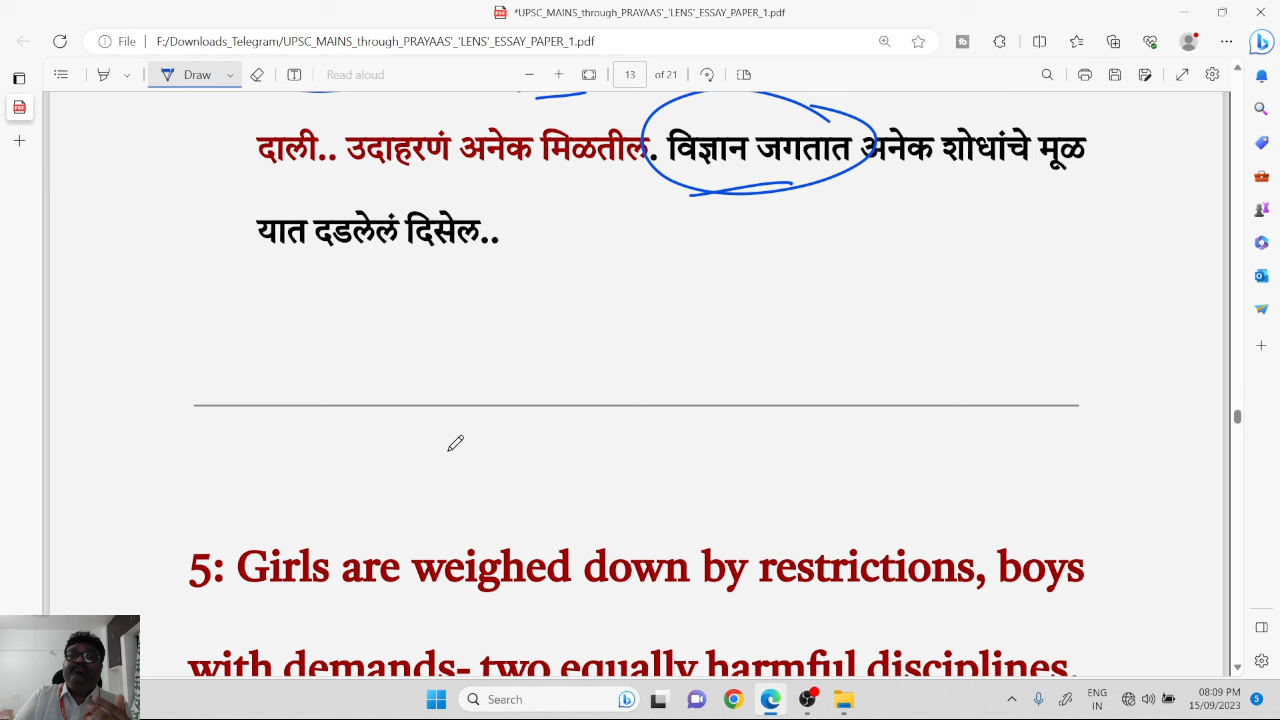 *UPSC_MAINS_through_PRAYAAS'-'LENS'_ESSAY_PAPER_1.pdf
File F:/Downloads_Telegram/UPSC_MAINS_through_PRAYAAS'-'LENS'_ESSAY_PAPER_1.pdf
Draw Read aloud 13 of 21
दाली.. उदाहरणं अनेक मिळतील. विज्ञान जगतात अनेक शोधांचे मूळ
यात दडलेलं दिसेल..
5: Girls are weighed down by restrictions, boys
with demands- two equally harmful disciplines.
Search
ENG
IN
08:09 PM
15/09/2023
5